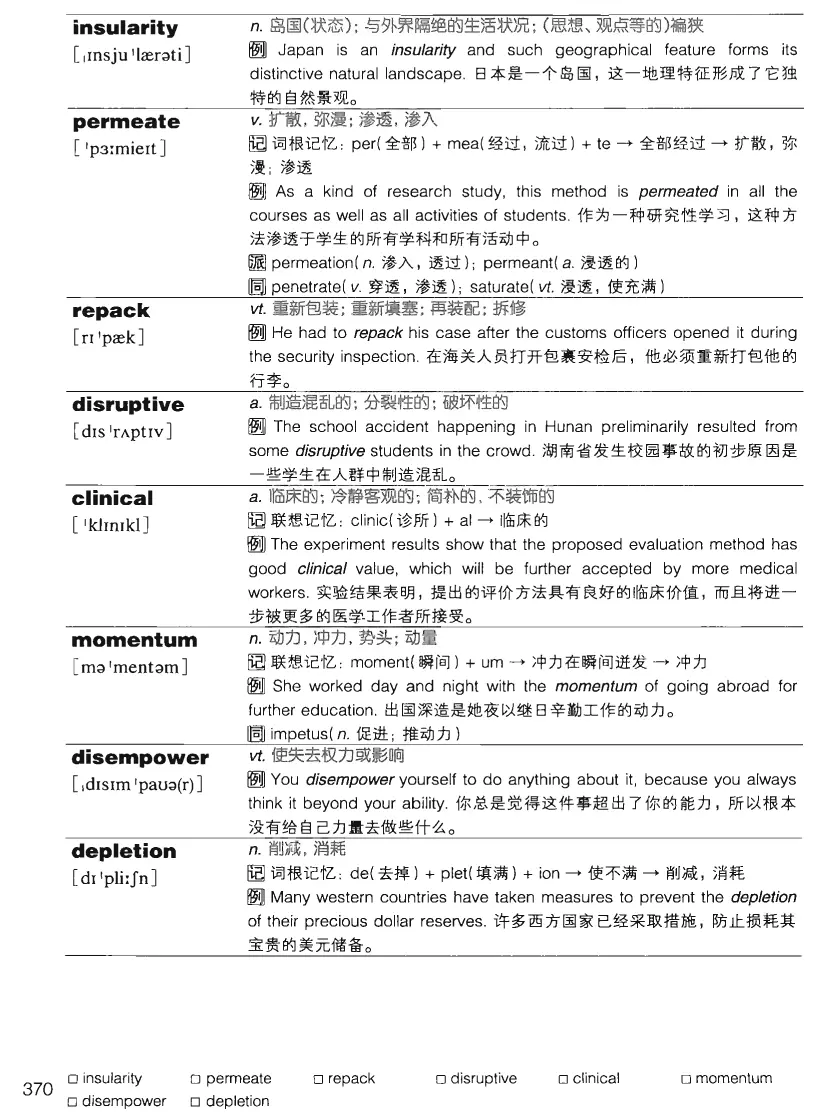 insularity n. 岛国(状态); 与外界隔绝的生活状况; (思想、观点等的)褊狭
[ˌɪnsjuˈlærəti] 例 Japan is an insularity and such geographical feature forms its
distinctive natural landscape. 日本是一个岛国，这一地理特征形成了它独
特的自然景观。
permeate v. 扩散, 弥漫; 渗透, 渗入
[ˈpɜːmieɪt] 记 词根记忆: per(全部) + mea(经过, 流过) + te → 全部经过 → 扩散, 弥
漫; 渗透
例 As a kind of research study, this method is permeated in all the
courses as well as all activities of students. 作为一种研究性学习，这种方
法渗透于学生的所有学科和所有活动中。
派 permeation(n. 渗入, 透过); permeant(a. 浸透的)
同 penetrate(v. 穿透, 渗透); saturate(vt. 浸透, 使充满)
repack vt. 重新包装; 重新填塞; 再装配; 拆修
[rɪˈpæk] 例 He had to repack his case after the customs officers opened it during
the security inspection. 在海关人员打开包裹安检后，他必须重新打包他的
行李。
disruptive a. 制造混乱的; 分裂性的; 破坏性的
[dɪsˈrʌptɪv] 例 The school accident happening in Hunan preliminarily resulted from
some disruptive students in the crowd. 湖南省发生校园事故的初步原因是
一些学生在人群中制造混乱。
clinical a. 临床的; 冷静客观的; 简朴的, 不装饰的
[ˈklɪnɪkl] 记 联想记忆: clinic(诊所) + al → 临床的
例 The experiment results show that the proposed evaluation method has
good clinical value, which will be further accepted by more medical
workers. 实验结果表明，提出的评价方法具有良好的临床价值，而且将进一
步被更多的医学工作者所接受。
momentum n. 动力, 冲力, 势头; 动量
[məˈmentəm] 记 联想记忆: moment(瞬间) + um → 冲力在瞬间迸发 → 冲力
例 She worked day and night with the momentum of going abroad for
further education. 出国深造是她夜以继日辛勤工作的动力。
同 impetus(n. 促进; 推动力)
disempower vt. 使失去权力或影响
[ˌdɪsɪmˈpaʊə(r)] 例 You disempower yourself to do anything about it, because you always
think it beyond your ability. 你总是觉得这件事超出了你的能力，所以根本
没有给自己力量去做些什么。
depletion n. 削减, 消耗
[dɪˈpliːʃn] 记 词根记忆: de(去掉) + plet(填满) + ion → 使不满 → 削减, 消耗
例 Many western countries have taken measures to prevent the depletion
of their precious dollar reserves. 许多西方国家已经采取措施，防止损耗其
宝贵的美元储备。
370 □ insularity □ permeate □ repack □ disruptive □ clinical □ momentum
□ disempower □ depletion